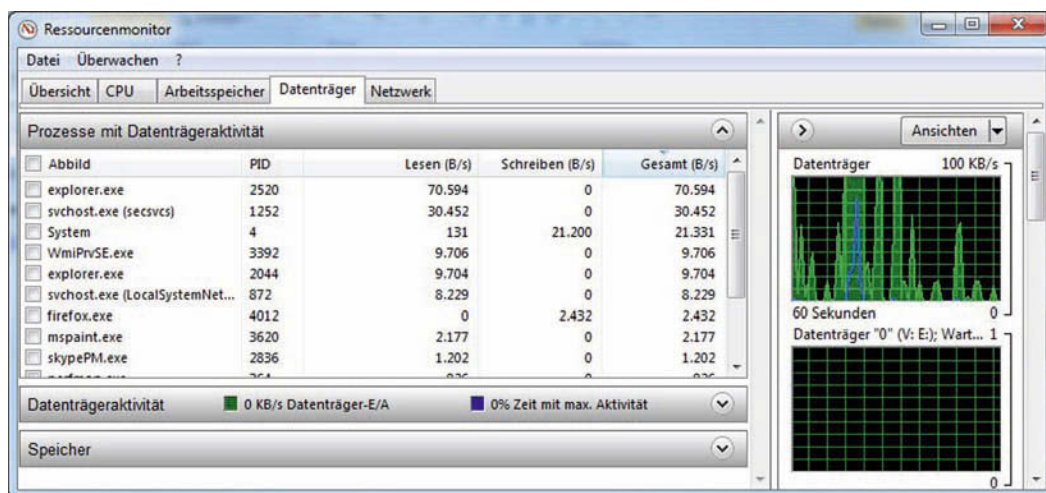 Ressourcenmonitor
Datei Überwachen ?
Übersicht CPU Arbeitsspeicher Datenträger Netzwerk
Prozesse mit Datenträgeraktivität
Abbild PID Lesen (B/s) Schreiben (B/s) Gesamt (B/s)
explorer.exe 2520 70.594 0 70.594
svchost.exe (secsvcs) 1252 30.452 0 30.452
System 4 131 21.200 21.331
WmiPrvSE.exe 3392 9.706 0 9.706
explorer.exe 2044 9.704 0 9.704
svchost.exe (LocalSystemNet... 872 8.229 0 8.229
firefox.exe 4012 0 2.432 2.432
mspaint.exe 3620 2.177 0 2.177
skypePM.exe 2836 1.202 0 1.202
Datenträgeraktivität 0 KB/s Datenträger-E/A 0% Zeit mit max. Aktivität
Speicher
Ansichten
Datenträger 100 KB/s
60 Sekunden 0
Datenträger "0" (V: E:); Wart... 1
0